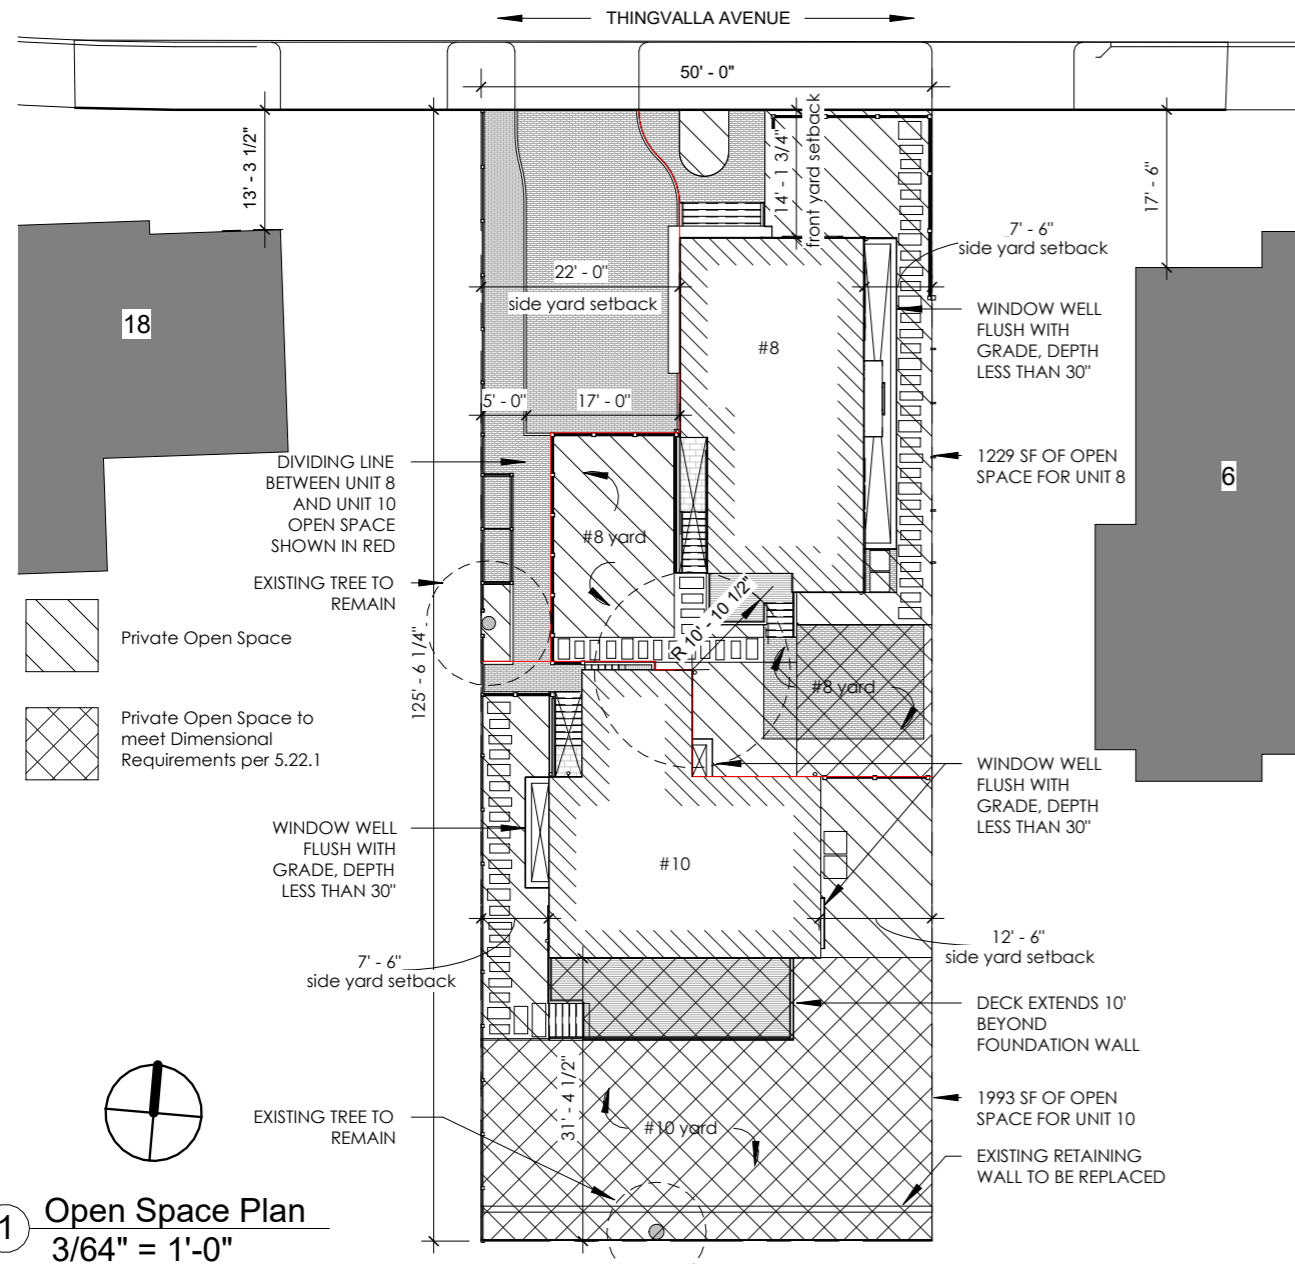 THINGVALLA AVENUE
50' - 0"
13' - 3 1/2"
14' - 1 3/4"
front yard setback
17' - 6"
7' - 6"
side yard setback
22' - 0"
side yard setback
18
#8
WINDOW WELL
FLUSH WITH
GRADE, DEPTH
LESS THAN 30"
5' - 0"
17' - 0"
DIVIDING LINE
BETWEEN UNIT 8
AND UNIT 10
OPEN SPACE
SHOWN IN RED
1229 SF OF OPEN
SPACE FOR UNIT 8
6
#8 yard
EXISTING TREE TO
REMAIN
R 10' - 10 1/2"
Private Open Space
125' - 6 1/4"
#8 yard
Private Open Space to
meet Dimensional
Requirements per 5.22.1
WINDOW WELL
FLUSH WITH
GRADE, DEPTH
LESS THAN 30"
WINDOW WELL
FLUSH WITH
GRADE, DEPTH
LESS THAN 30"
#10
7' - 6"
side yard setback
12' - 6"
side yard setback
DECK EXTENDS 10'
BEYOND
FOUNDATION WALL
31' - 4 1/2"
EXISTING TREE TO
REMAIN
#10 yard
1993 SF OF OPEN
SPACE FOR UNIT 10
EXISTING RETAINING
WALL TO BE REPLACED
1
Open Space Plan
3/64" = 1'-0"